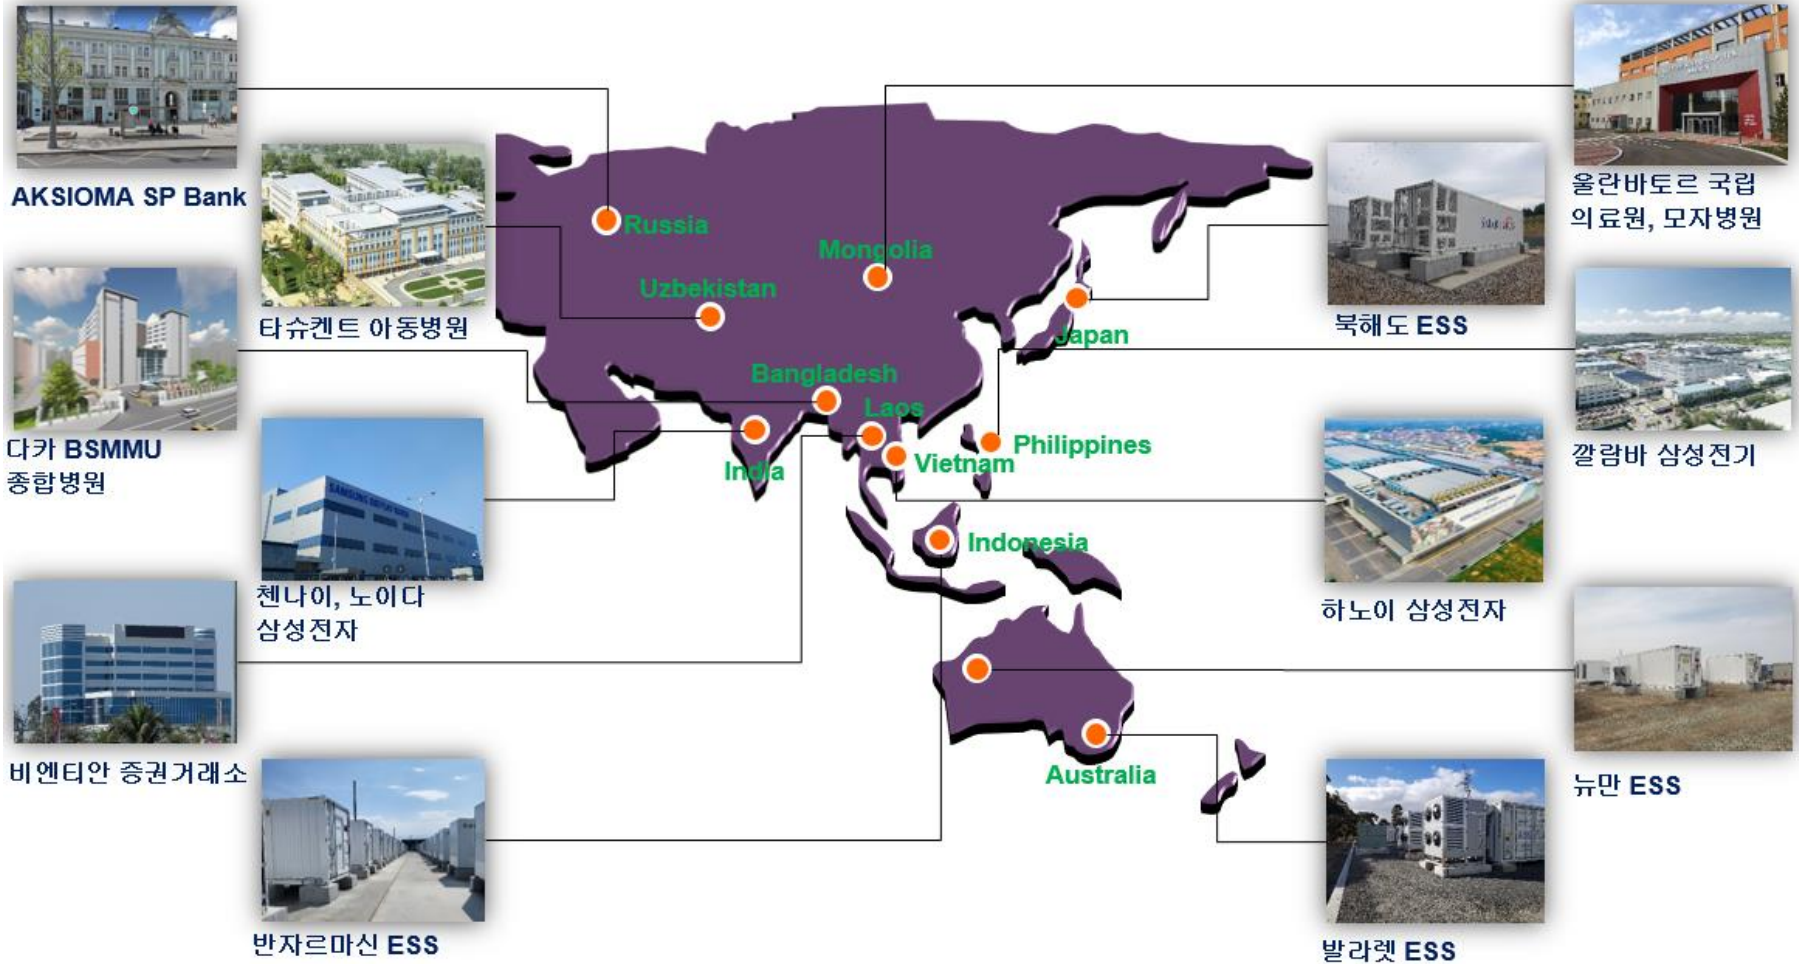 AKSIOMA SP Bank
타슈켄트 아동병원
다카 BSMMU
종합병원
SAMSUNG DISPLAY NOIDA
첸나이, 노이다
삼성전자
비엔티안 증권거래소
반자르마신 ESS
Russia
Mongolia
Uzbekistan
Japan
Bangladesh
Laos
India
Vietnam
Philippines
Indonesia
Australia
울란바토르 국립
의료원, 모자병원
북해도 ESS
깔람바 삼성전기
하노이 삼성전자
뉴만 ESS
발라렛 ESS